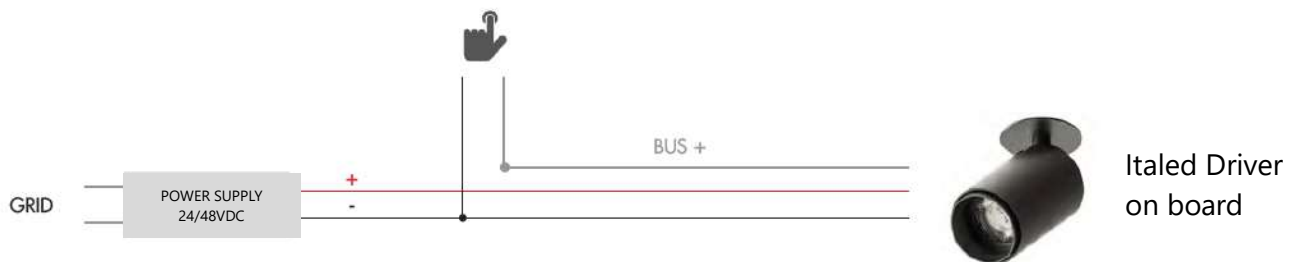 BUS +
GRID
POWER SUPPLY
24/48VDC
+
-
Italed Driver
on board